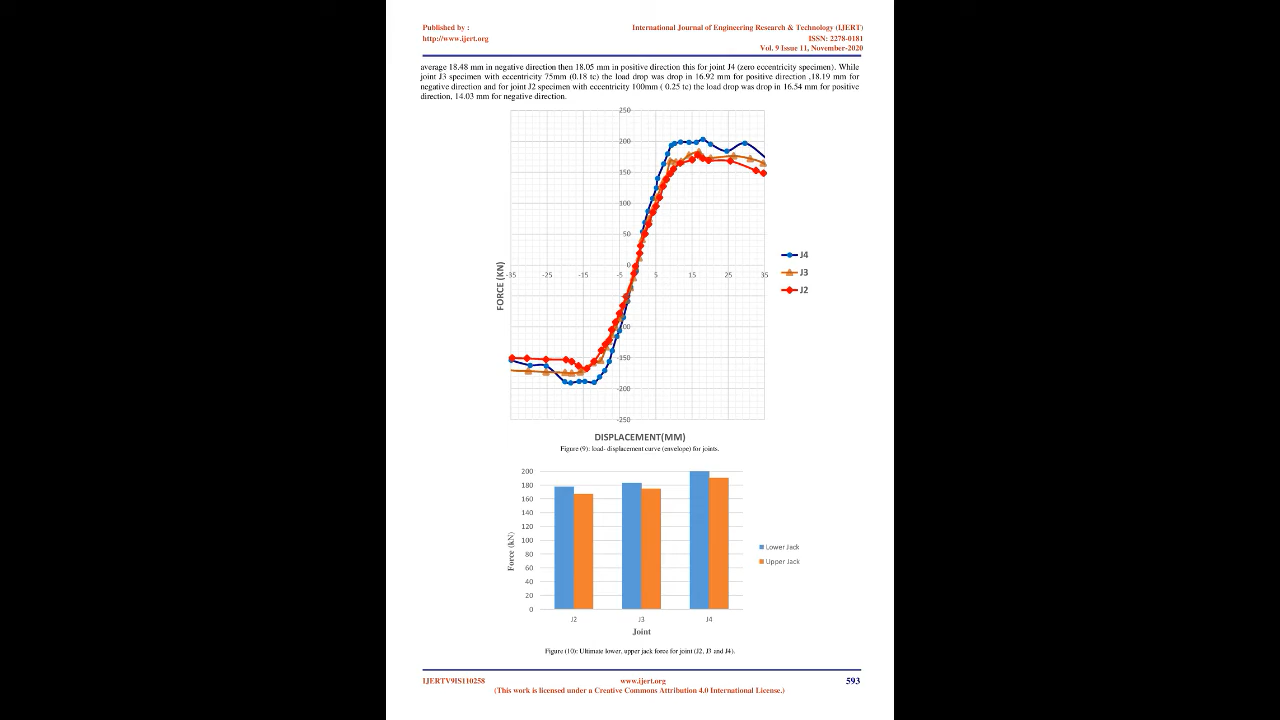 Published by :
International Journal of Engineering Research & Technology (IJERT)
http://www.ijert.org
ISSN: 2278-0181
Vol. 9 Issue 11, November-2020
average 18.48 mm in negative direction then 18.05 mm in positive direction this for joint J4 (zero eccentricity specimen). While
joint J3 specimen with eccentricity 75mm (0.18 tc) the load drop was drop in 16.92 mm for positive direction ,18.19 mm for
negative direction and for joint J2 specimen with eccentricity 100mm ( 0.25 tc) the load drop was drop in 16.54 mm for positive
direction, 14.03 mm for negative direction.
250
200
150
100
50
0
-35 -25 -15 -5 5 15 25 35
-100
-150
-200
-250
FORCE (KN)
J4
J3
J2
DISPLACEMENT(MM)
Figure (9): load- displacement curve (envelope) for joints.
200
180
160
140
120
100
80
60
40
20
0
Force (kN)
J2 J3 J4
Joint
Lower Jack
Upper Jack
Figure (10): Ultimate lower, upper jack force for joint (J2, J3 and J4).
IJERTV9IS110258
www.ijert.org
593
(This work is licensed under a Creative Commons Attribution 4.0 International License.)